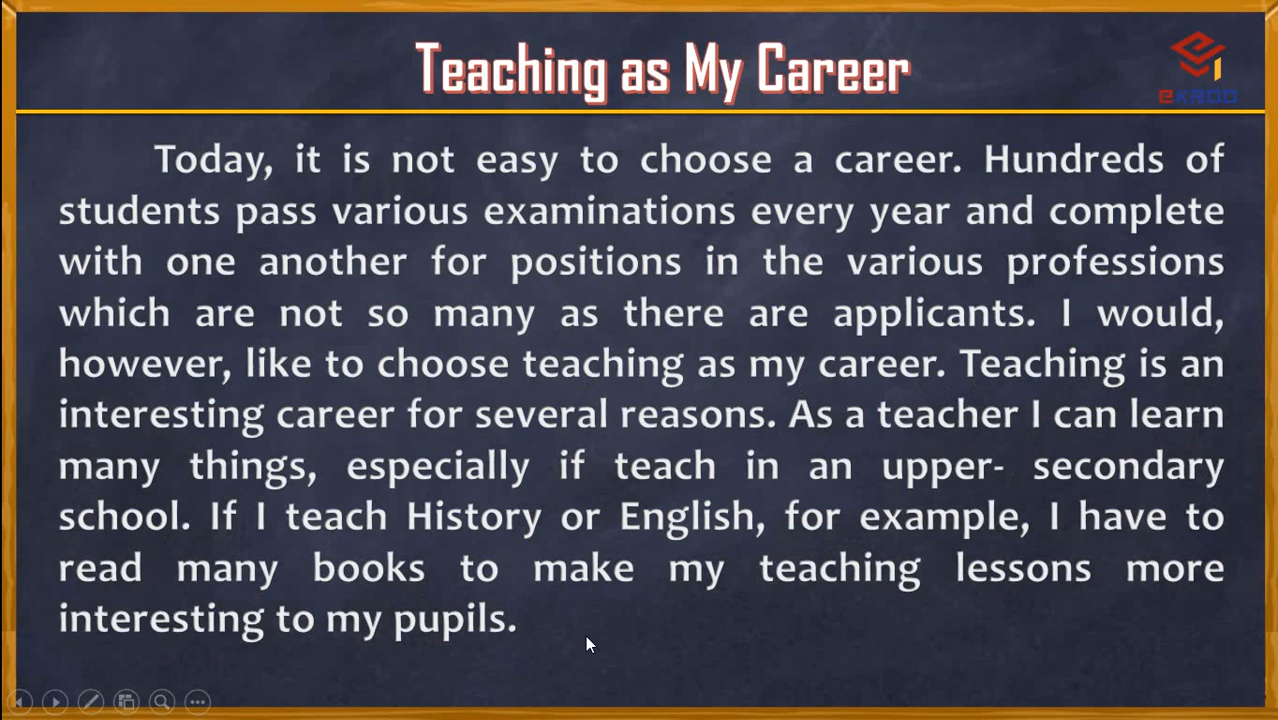 Teaching as My Career
eKROO
Today, it is not easy to choose a career. Hundreds of
students pass various examinations every year and complete
with one another for positions in the various professions
which are not so many as there are applicants. I would,
however, like to choose teaching as my career. Teaching is an
interesting career for several reasons. As a teacher I can learn
many things, especially if teach in an upper- secondary
school. If I teach History or English, for example, I have to
read many books to make my teaching lessons more
interesting to my pupils.